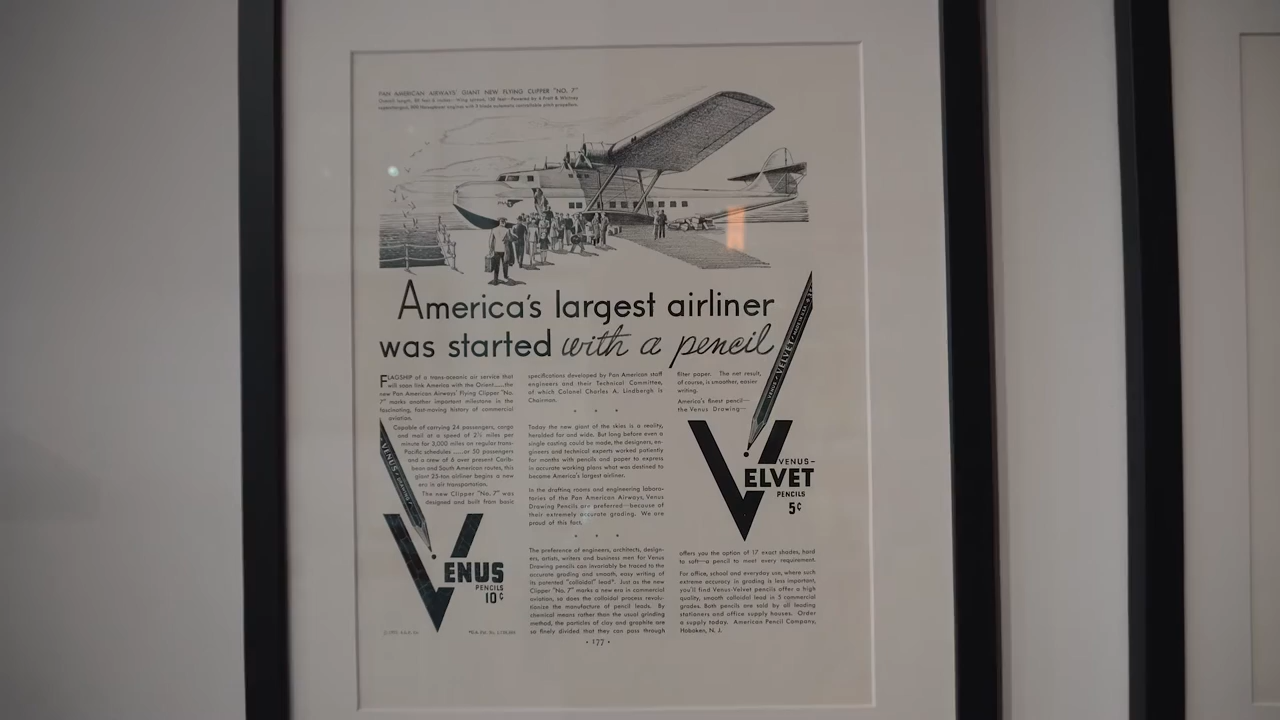 PAN AMERICAN AIRWAYS' GIANT NEW FLYING CLIPPER "NO. 7"
America's largest airliner
was started with a pencil
FLAGSHIP of a trans-oceanic air service that
will soon link America with the Orient.....the
new Pan American Airways' Flying Clipper "No.
7" marks another important milestone in the
fascinating, fast-moving history of commercial
aviation.
Capable of carrying 24 passengers, cargo
and mail at a speed of 2½ miles per
minute for 3,000 miles on regular trans-
Pacific schedules .....or 50 passengers
and a crew of 6 over present Carib-
bean and South American routes, this
giant 25-ton airliner begins a new
era in air transportation.
The new Clipper "No. 7" was
designed and built from basic
VENUS
VENUS
PENCILS
10¢
specifications developed by Pan American staff
engineers and their Technical Committee,
of which Colonel Charles A. Lindbergh is
Chairman.
Today the new giant of the skies is a reality,
heralded far and wide. But long before even a
single casting could be made, the designers, en-
gineers and technical experts worked patiently
for months with pencils and paper to express
in accurate working plans what was destined to
become America's largest airliner.
In the drafting rooms and engineering labora-
tories of the Pan American Airways, Venus
Drawing Pencils are preferred—because of
their extremely accurate grading. We are
proud of this fact.
The preference of engineers, architects, design-
ers, artists, writers and business men for Venus
Drawing pencils can invariably be traced to the
accurate grading and smooth, easy writing of
its patented "colloidal" lead*. Just as the new
Clipper "No. 7" marks a new era in commercial
aviation, so does the colloidal process revolu-
tionize the manufacture of pencil leads. By
chemical means rather than the usual grinding
method, the particles of clay and graphite are
so finely divided that they can pass through
filter paper. The net result,
of course, is smoother, easier
writing.
America's finest pencil—
the Venus Drawing—
VENUS VELVET
VENUS-
VELVET
PENCILS
5¢
offers you the option of 17 exact shades, hard
to soft—a pencil to meet every requirement.
For office, school and everyday use, where such
extreme accuracy in grading is less important,
you'll find Venus Velvet pencils offer a high
quality, smooth colloidal lead in 5 commercial
grades. Both pencils are sold by all leading
stationers and office supply houses. Order
a supply today. American Pencil Company,
Hoboken, N. J.
• 177 •